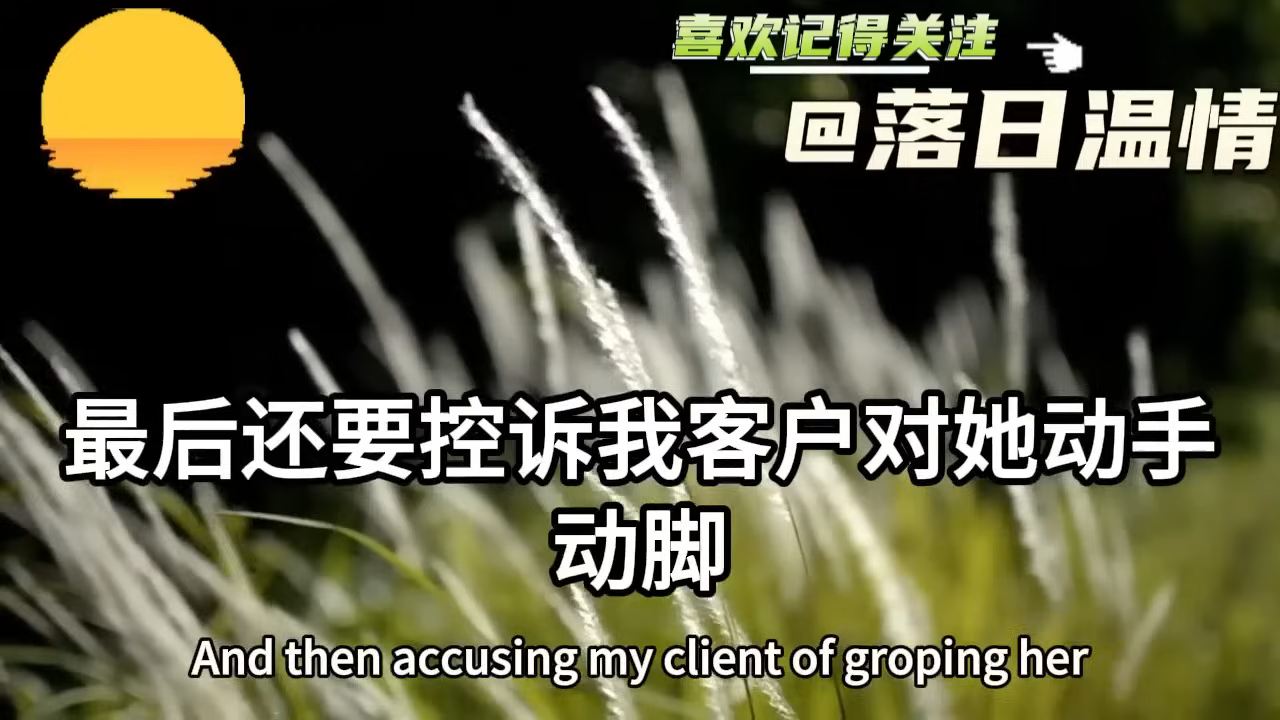 喜欢记得关注
@落日温情
最后还要控诉我客户对她动手
动脚
And then accusing my client of groping her